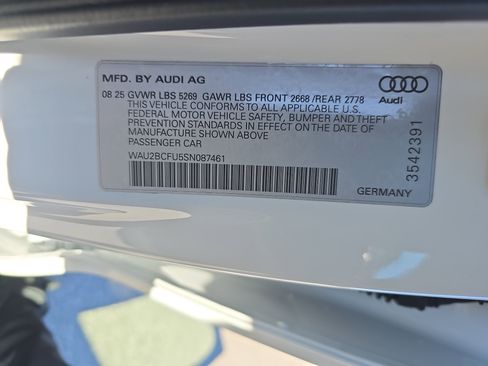 MFD. BY AUDI AG
08 25 GVWR LBS 5269 GAWR LBS FRONT 2668 /REAR 2778
THIS VEHICLE CONFORMS TO ALL APPLICABLE U.S.
FEDERAL MOTOR VEHICLE SAFETY, BUMPER AND THEFT
PREVENTION STANDARDS IN EFFECT ON THE DATE OF
MANUFACTURE SHOWN ABOVE
PASSENGER CAR
WAU2BCFU5SN087461
Audi
3542391
GERMANY